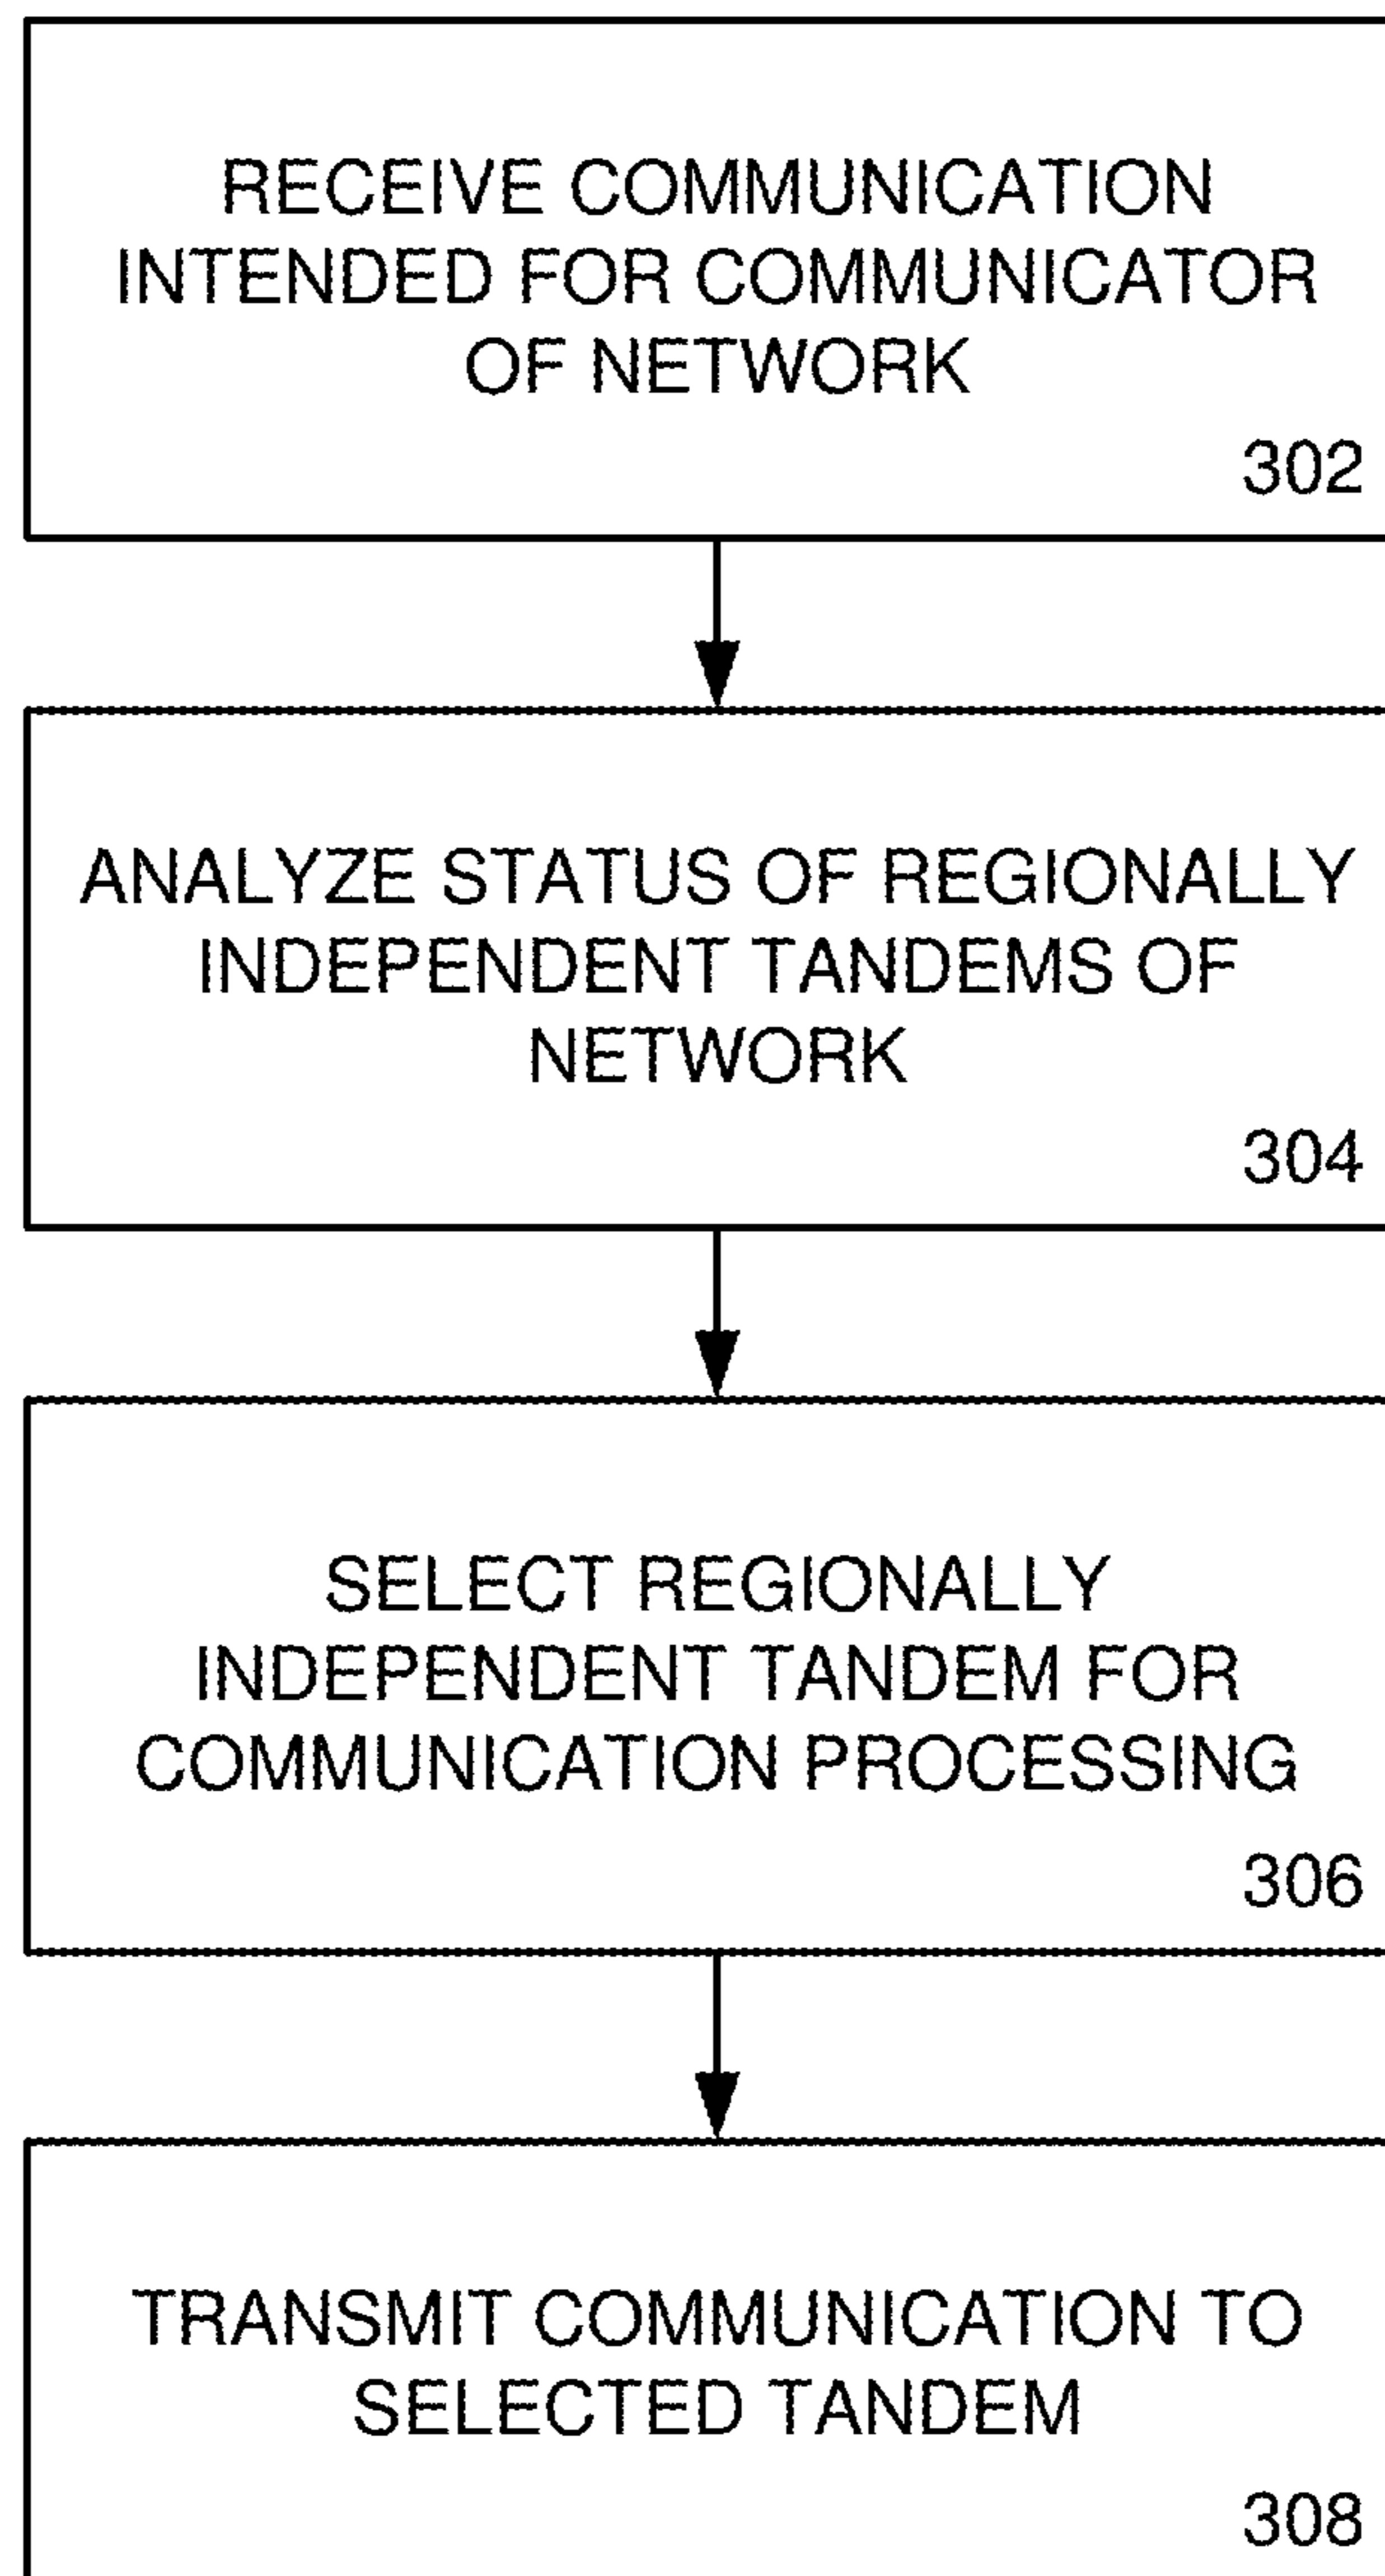 RECEIVE COMMUNICATION
INTENDED FOR COMMUNICATOR
OF NETWORK
302
ANALYZE STATUS OF REGIONALLY
INDEPENDENT TANDEMS OF
NETWORK
304
SELECT REGIONALLY
INDEPENDENT TANDEM FOR
COMMUNICATION PROCESSING
306
TRANSMIT COMMUNICATION TO
SELECTED TANDEM
308